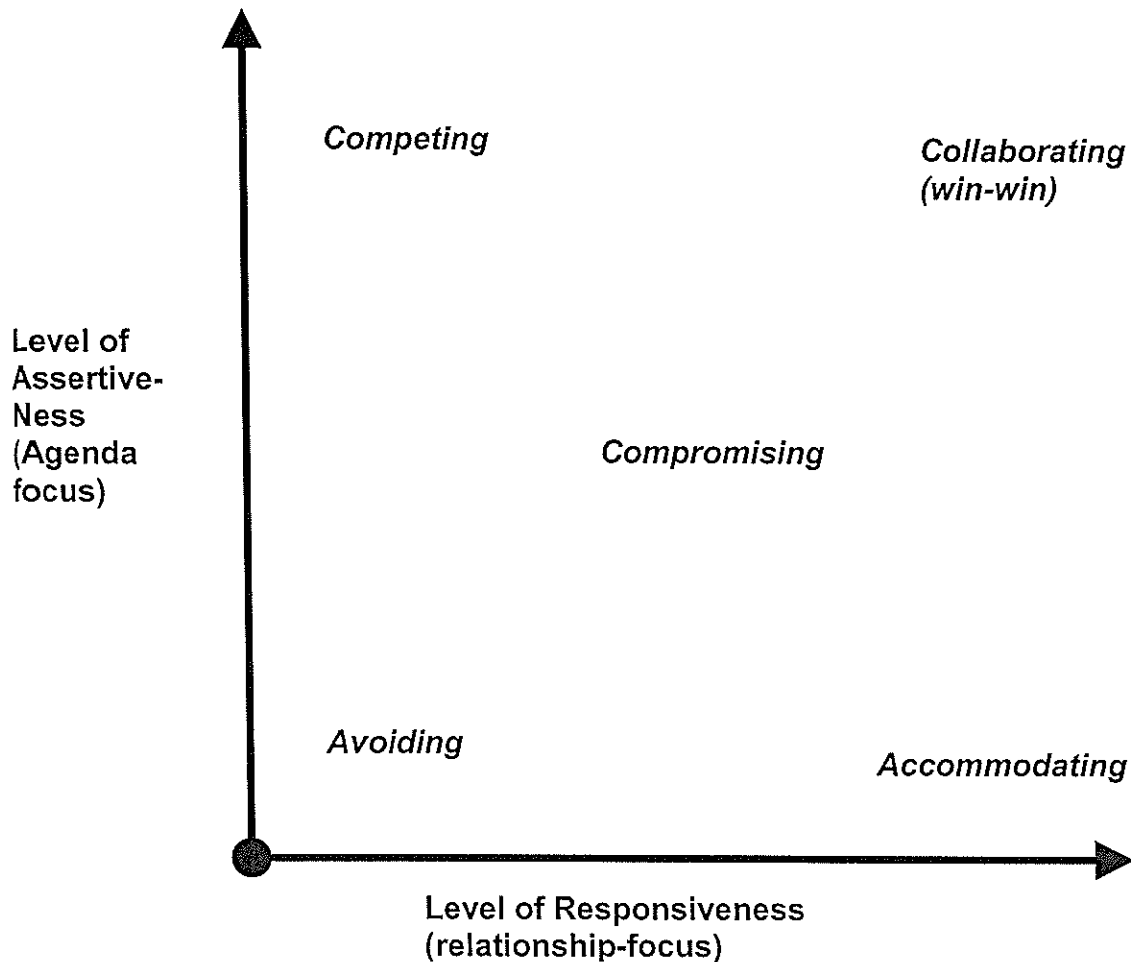 Competing
Collaborating
(win-win)
Level of
Assertive-
Ness
(Agenda
focus)
Compromising
Avoiding
Accommodating
Level of Responsiveness
(relationship-focus)